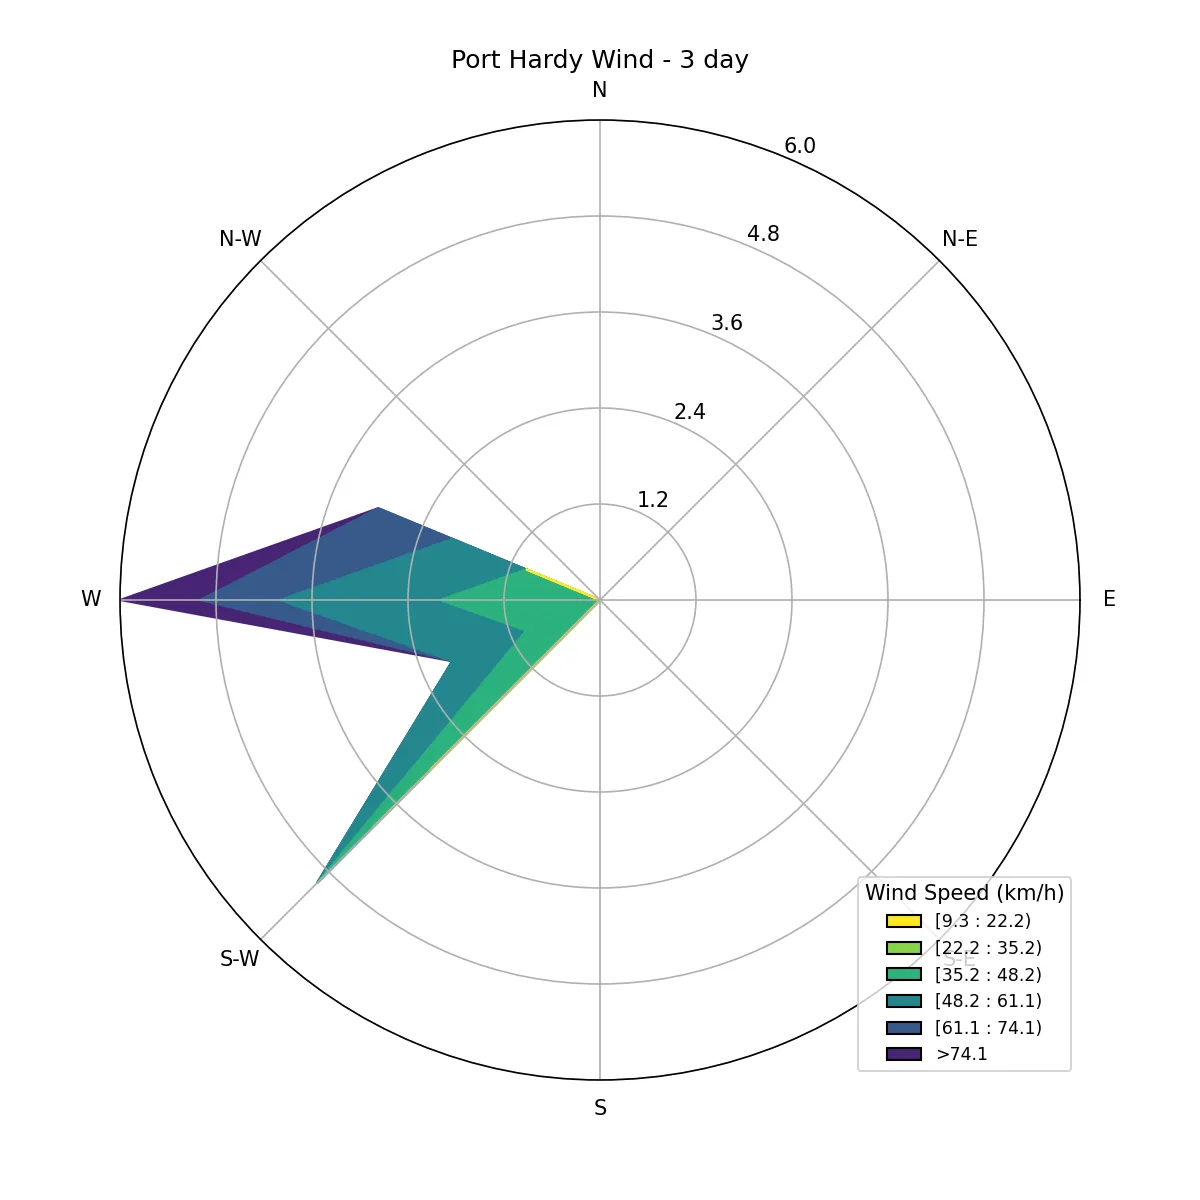 Port Hardy Wind - 3 day
N
6.0
N-W
N-E
4.8
3.6
2.4
1.2
W
E
S-W
S-E
S
Wind Speed (km/h)
[9.3 : 22.2)
[22.2 : 35.2)
[35.2 : 48.2)
[48.2 : 61.1)
[61.1 : 74.1)
>74.1